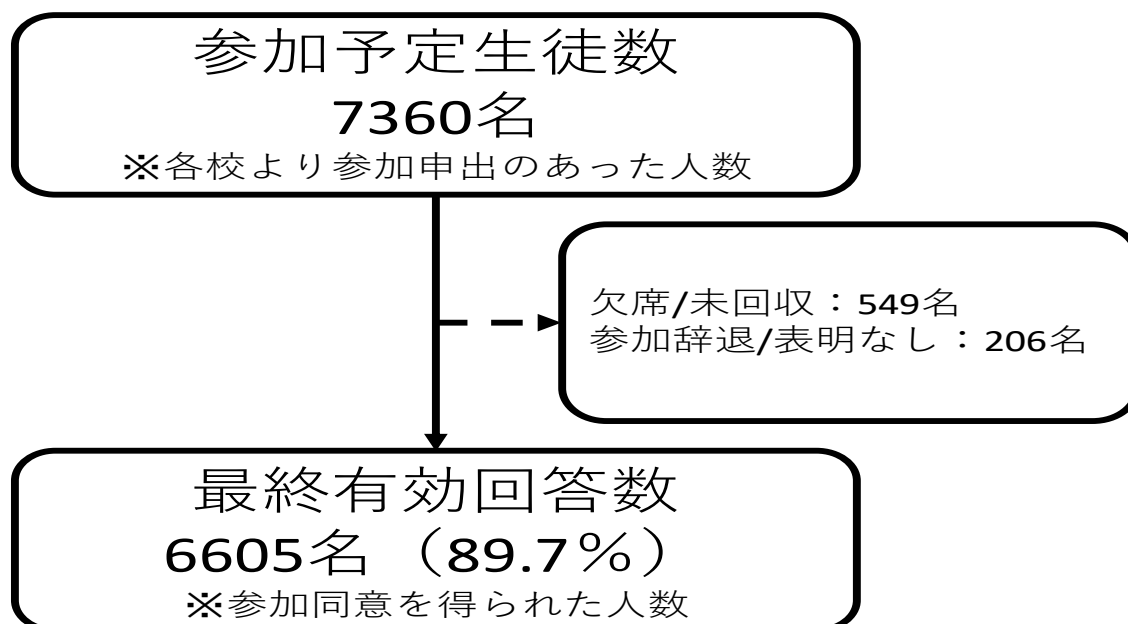 参加予定生徒数
7360名
※各校より参加申出のあった人数
欠席/未回収：549名
参加辞退/表明なし：206名
最終有効回答数
6605名（89.7％）
※参加同意を得られた人数